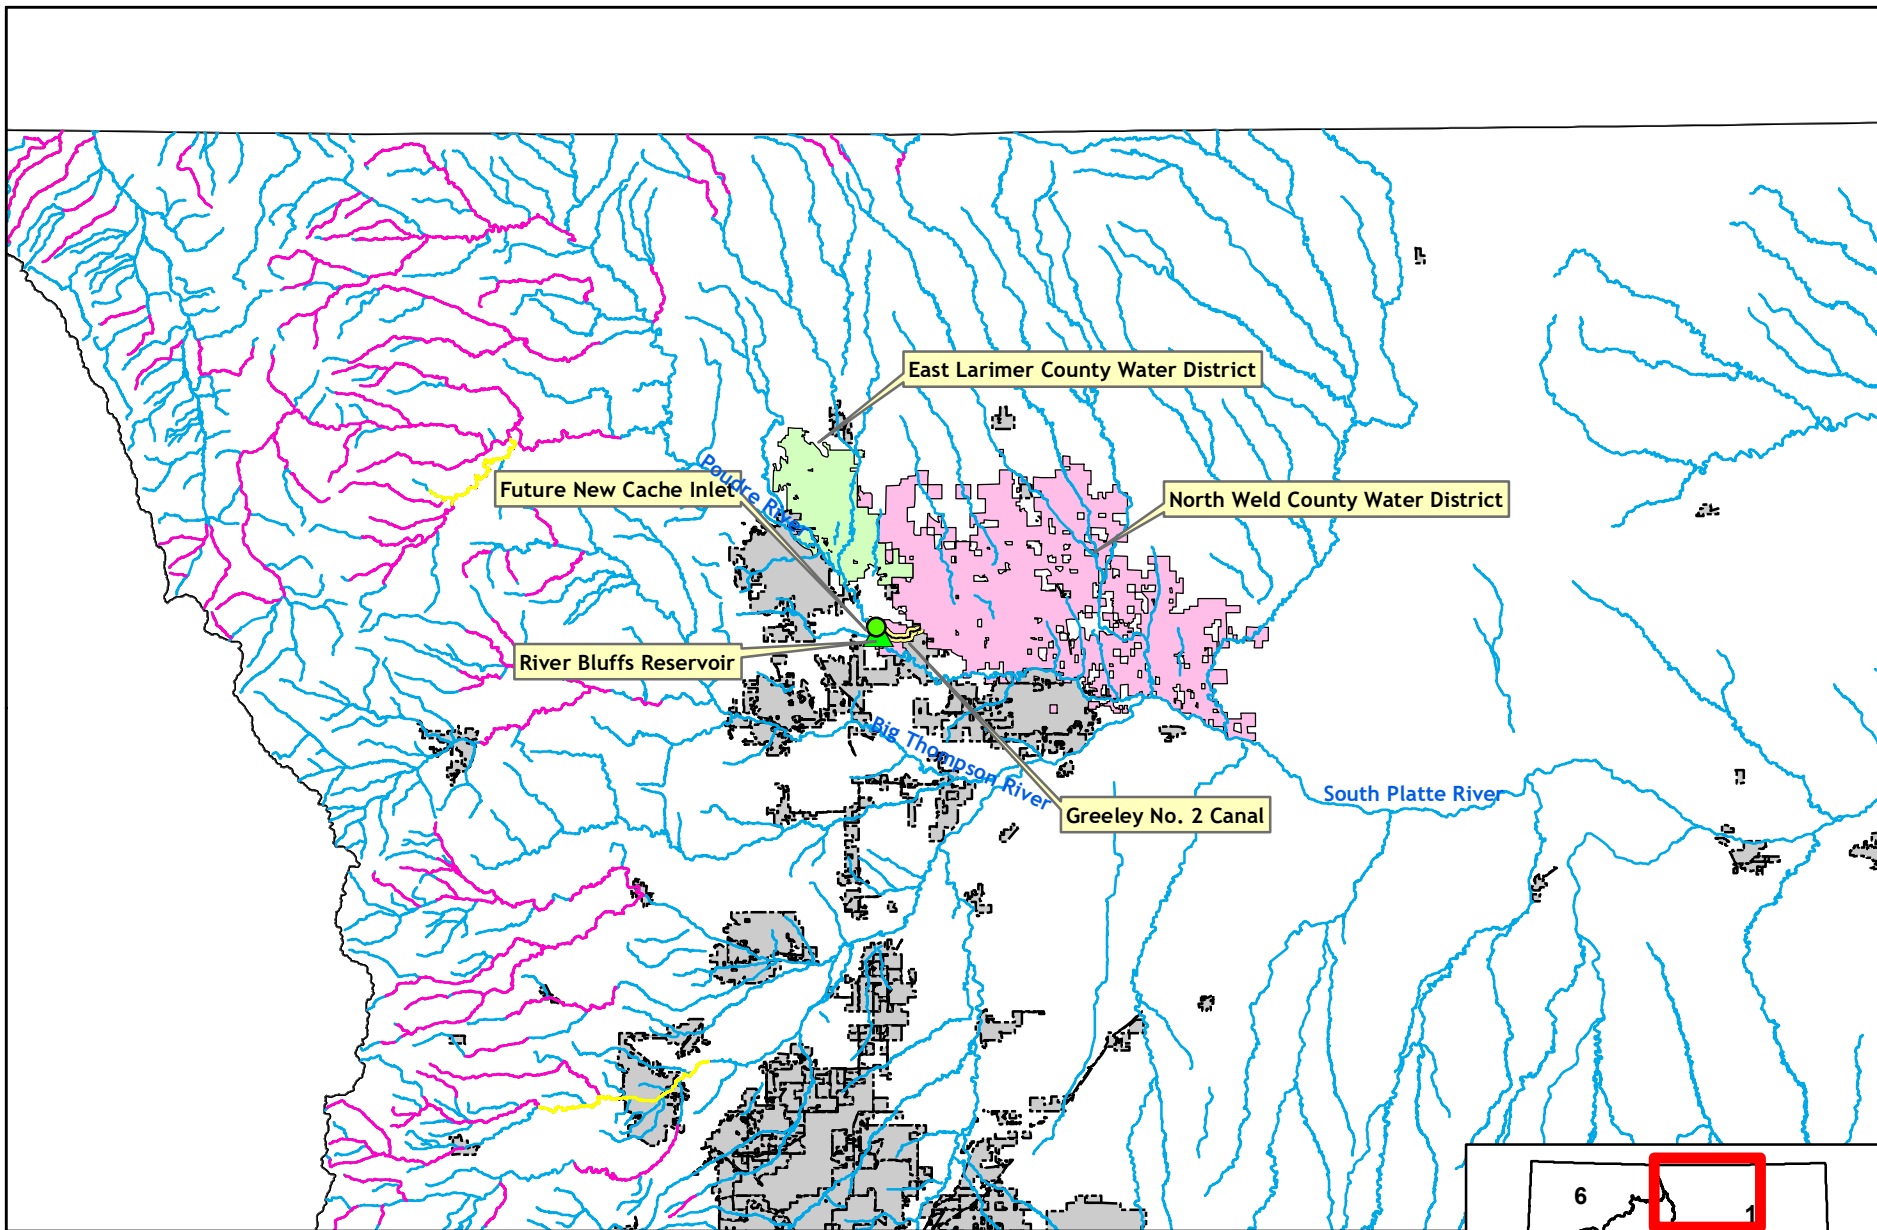 East Larimer County Water District
Poudre River
Future New Cache Inlet
North Weld County Water District
River Bluffs Reservoir
Big Thompson River
South Platte River
Greeley No. 2 Canal
6
1